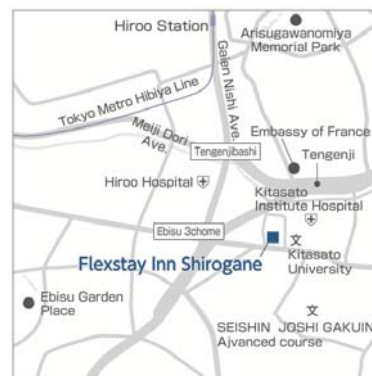 Hiroo Station
Arisugawanomiya
Memorial Park
Gaien Nishi Ave.
Tokyo Metro Hibiya Line
Meiji Dori
Ave.
Tengenjibashi
Embassy of France
Tengenji
Hiroo Hospital
Kitasato
Institute Hospital
Ebisu 3chome
文
Flexstay Inn Shirogane
Kitasato
University
Ebisu Garden
Place
文
SEISHIN JOSHI GAKUIN
Ajvanced course